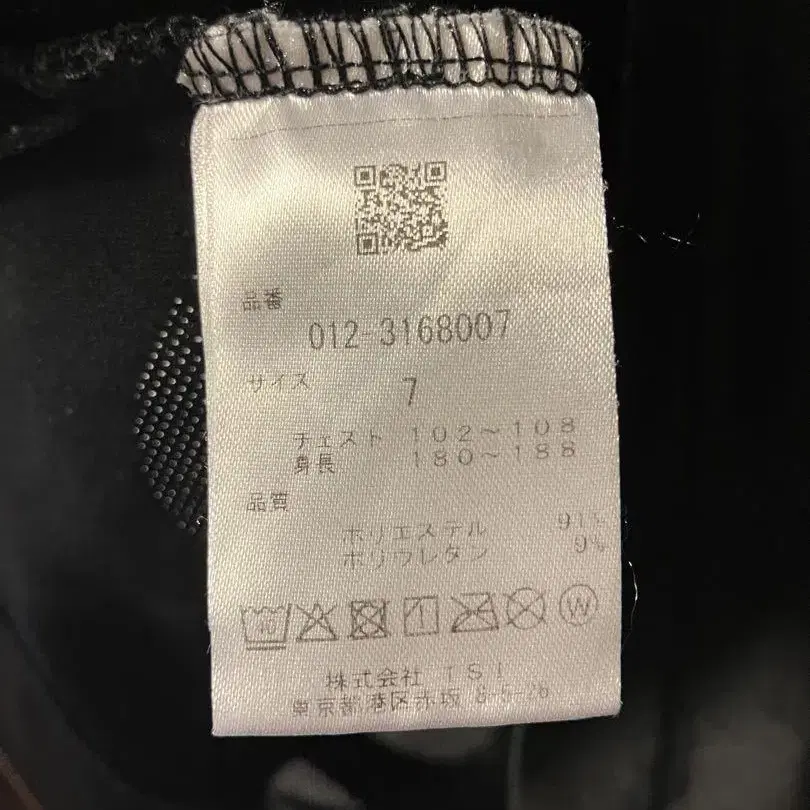 品番
012-3168007
サイズ
7
チェスト 102~108
身長 180~188
品質
ポリエステル 91%
ポリウレタン 9%
W
株式会社 TSI
東京都港区赤坂 8-5-26